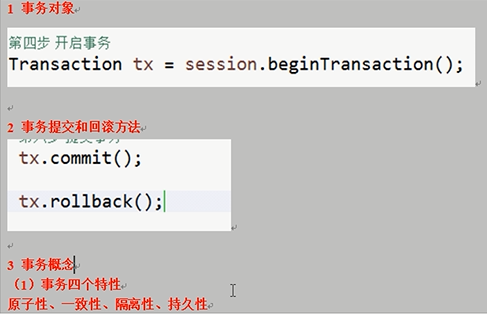 1 事务对象
第四步 开启事务
Transaction tx = session.beginTransaction();
2 事务提交和回滚方法
tx.commit();
tx.rollback();
3 事务概念
（1）事务四个特性
原子性、一致性、隔离性、持久性